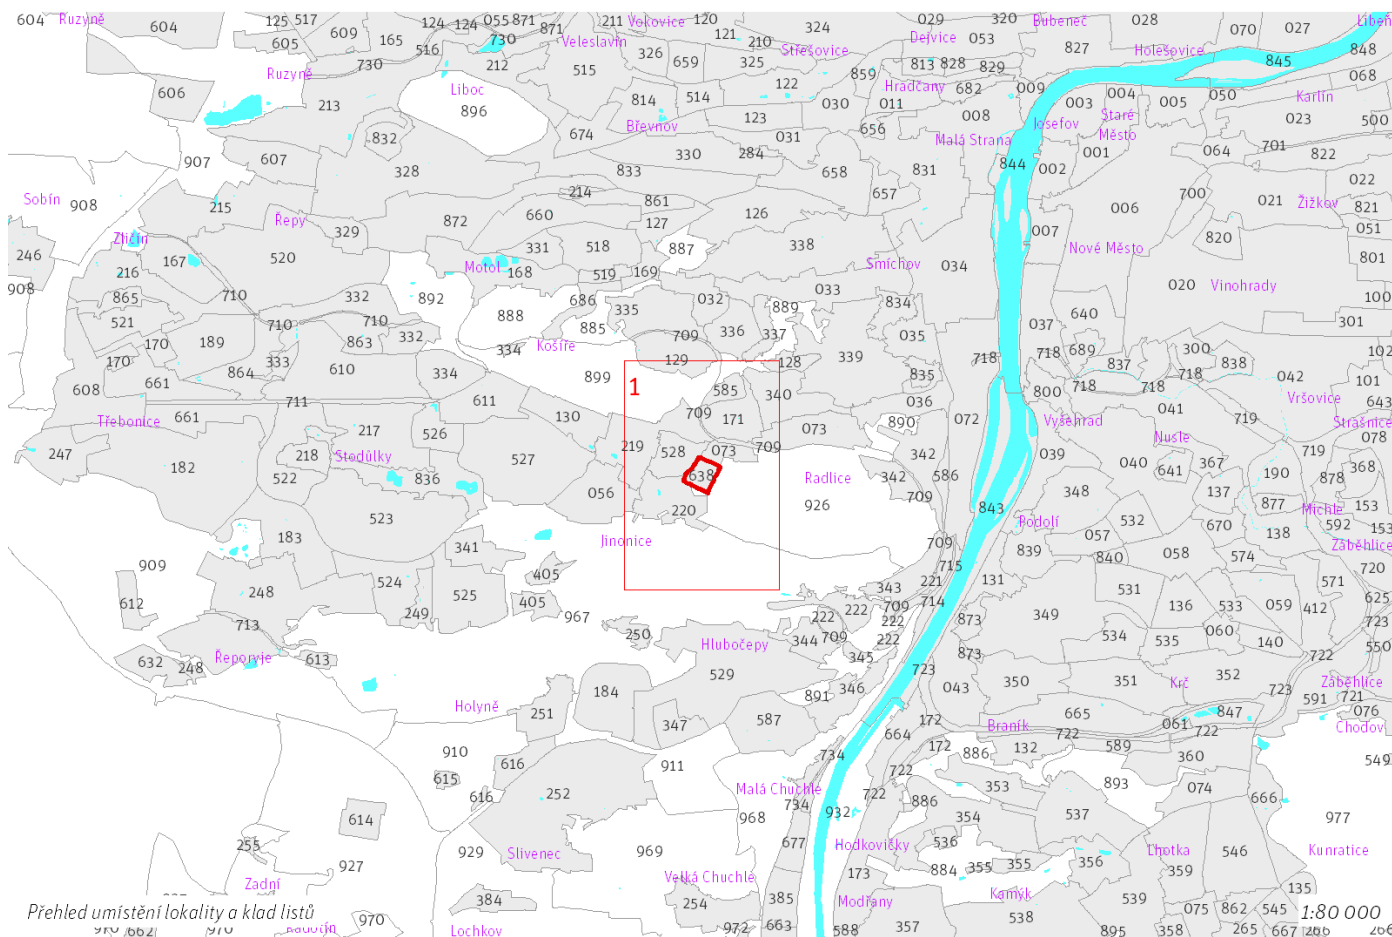 604 Ruzyně 125 517 124 124 055 871 211 Vokovice 120 029 320 Bubeneč 028 027 Libeň
604 605 609 165 516 730 871 Veleslavín 121 210 324 Střešovice Dejvice 053 827 Holešovice 070 848
Ruzyně 730 212 515 326 659 325 859 813 828 829 845
606 213 Liboc 896 814 514 122 Hradčany 682 009 004 005 050 068 Karlín
832 674 Břevnov 123 030 011 008 003 Staré Město 023 500
907 607 328 330 284 031 656 Malá Strana Josefov 001 064 701 822
833 658 831 844 002
Sobín 908 215 Řepy 214 861 657 700 022
872 660 127 126 006 021 Žižkov 821
Zličín 329 331 518 887 338 007 Nové Město 820 051
246 167 520 Motol 168 519 169 Smíchov 034 801
908 216 710 332 892 686 032 033 020 Vinohrady 100
865 521 710 710 888 885 335 709 336 889 337 834 035 037 640 301
170 170 189 863 332 334 Košíře 129 128 339 718 718 689 300 102
608 661 864 333 610 334 899 1 585 340 835 800 718 837 718 718 838 042 101
Třebonice 661 711 611 130 709 171 036 072 Vyšehrad 041 719 Vršovice 643
217 526 219 073 890 Nusle Strašnice 078
247 182 218 Stodůlky 527 528 073 709 342 039 040 641 367 719 368
522 836 056 638 Radlice 342 586 348 137 190 878 153
523 220 926 709 843 Podolí 532 670 877 Michle 592 153
183 341 Jinonice 709 839 057 840 058 574 138 Záběhlice
909 524 405 715 131 571 720
612 248 249 525 405 967 343 221 714 531 136 533 059 412 625
713 250 222 222 709 222 873 349 534 535 060 140 723 550
632 248 Řeporyje 613 Hlubočepy 344 709 222 345 873 722
529 723 043 350 351 Krč 352 723 Záběhlice
184 891 346 591 721
Holyně 251 347 587 172 Braník 665 061 847 076
664 722 722 Chodov
910 616 734 172 886 132 589 360 549
615 911 722 353 893
616 252 Malá Chuchle 734 722 886 074 666
614 968 932 354 537 977
255 677 Hodkovičky 536
927 929 Slivenec 969 884 355 355 356 Lhotka 546 Kunratice
Zadní Velká Chuchle 173 359
384 254 385 Modřany Kamýk 539 135
Přehled umístění lokality a klad listů 970 075 862 545 1:80 000
662 970 Radotín Lochkov 972 663 588 357 538 895 358 265 667